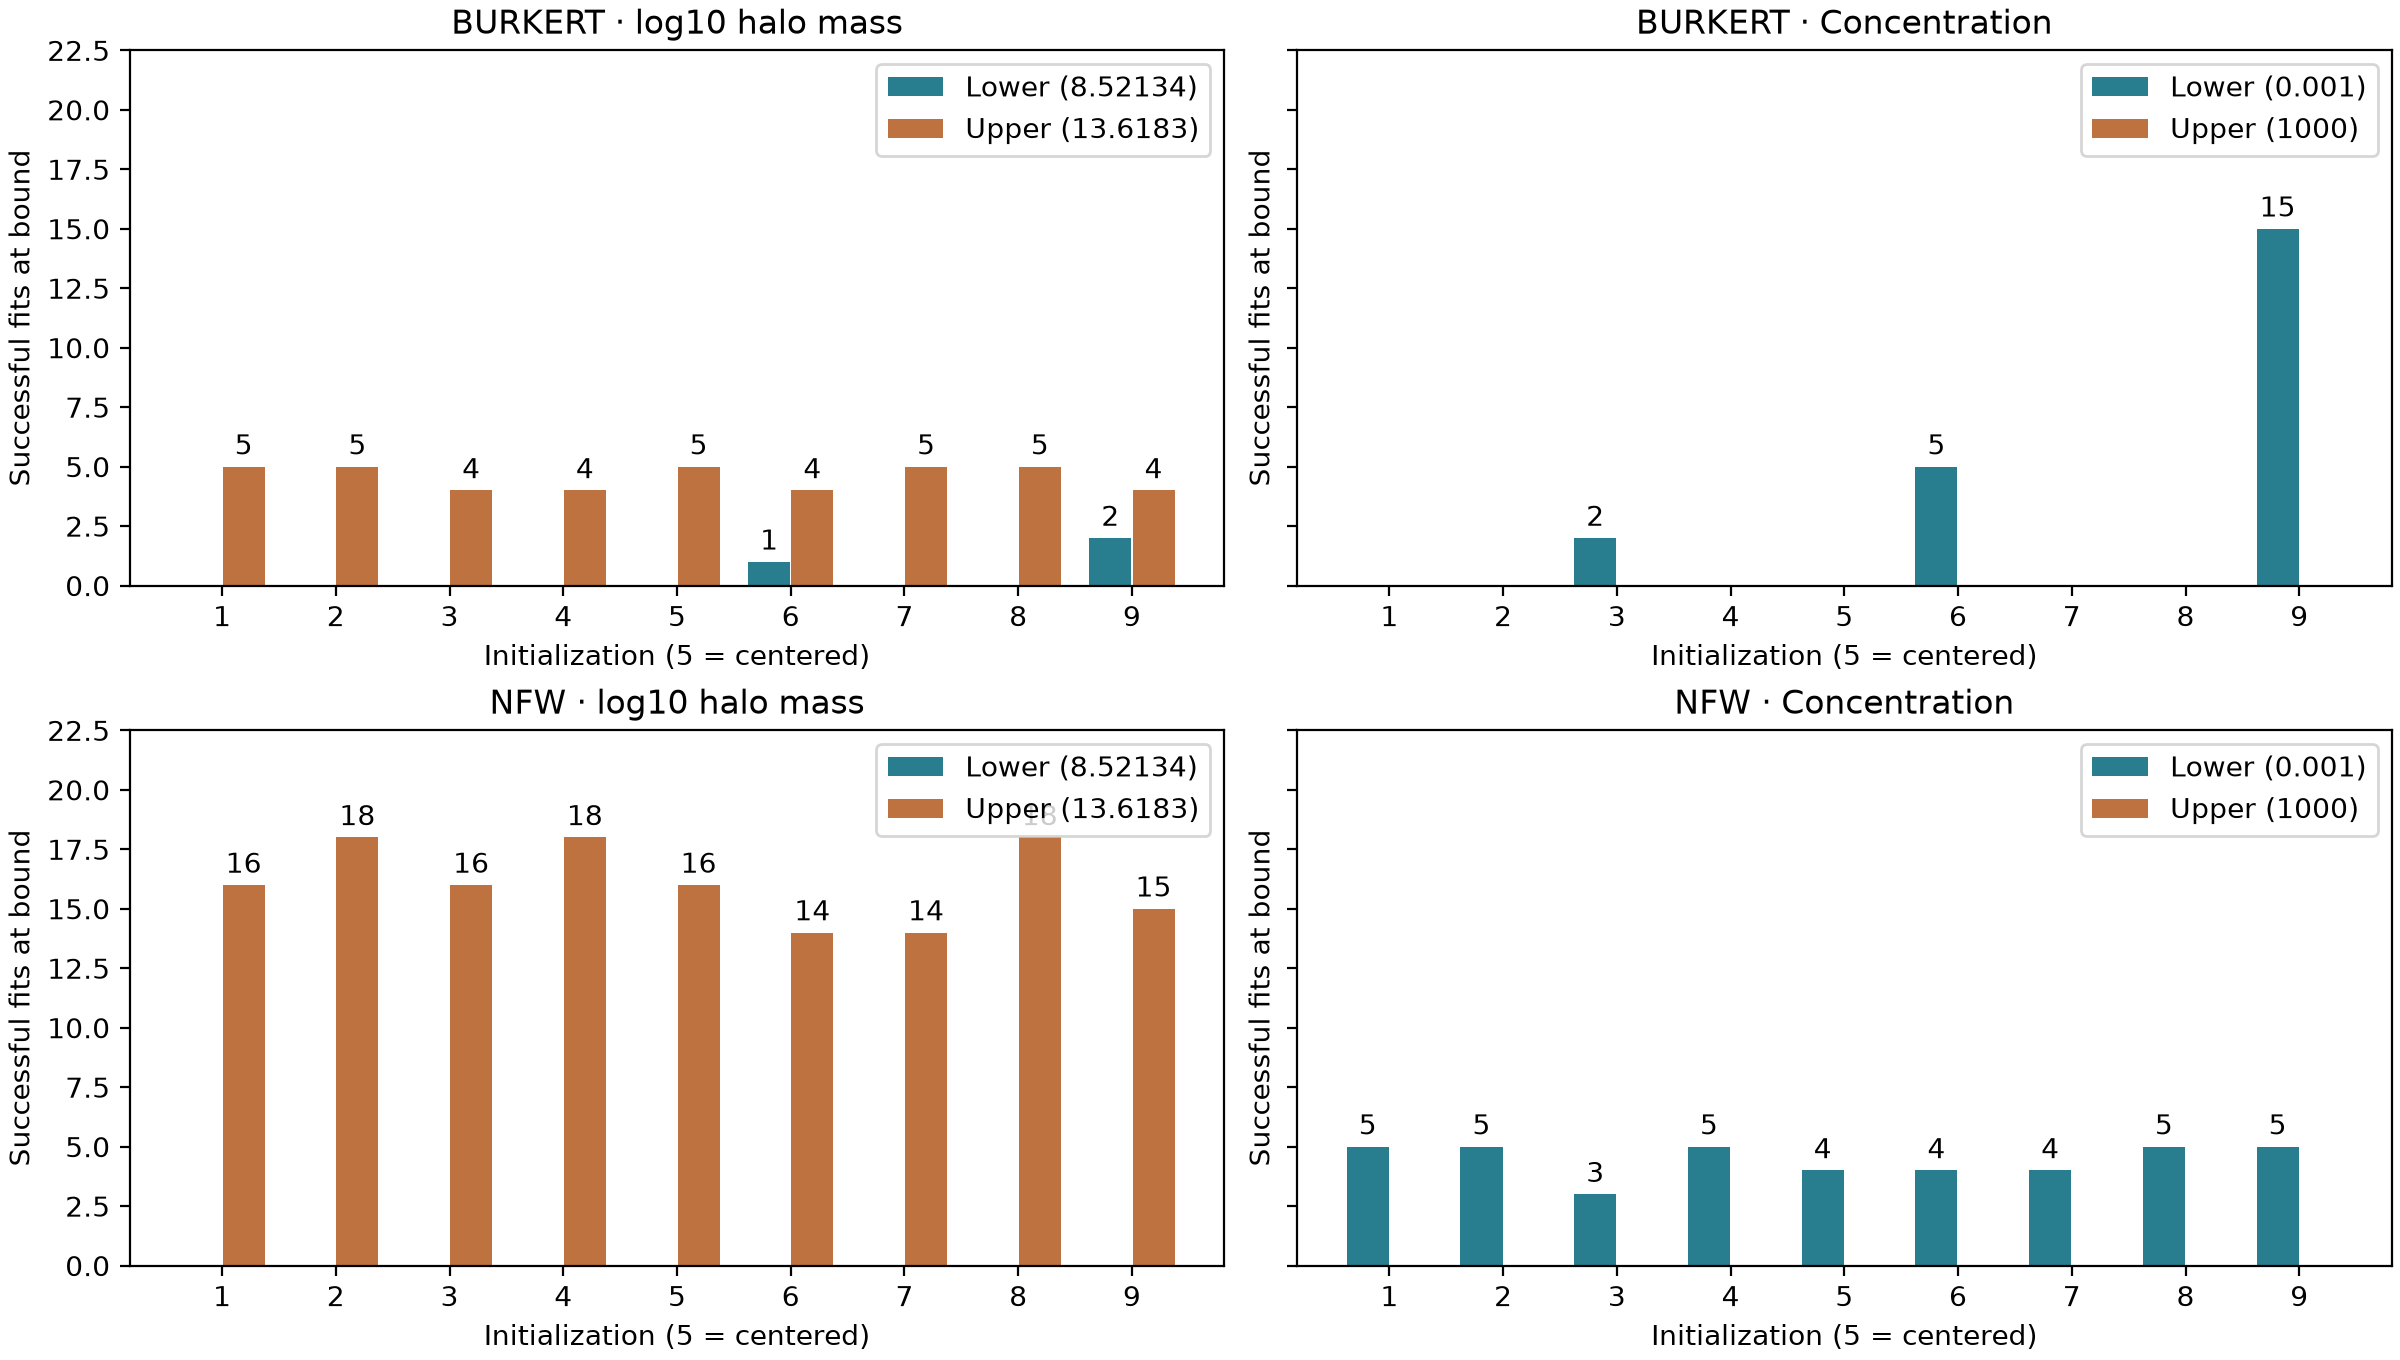 BURKERT · log10 halo mass
Successful fits at bound
22.5
20.0
17.5
15.0
12.5
10.0
7.5
5.0
2.5
0.0
Lower (8.52134)
Upper (13.6183)
5 5 4 4 5 1 4 5 5 2 4
1 2 3 4 5 6 7 8 9
Initialization (5 = centered)
BURKERT · Concentration
Successful fits at bound
Lower (0.001)
Upper (1000)
2 5 15
1 2 3 4 5 6 7 8 9
Initialization (5 = centered)
NFW · log10 halo mass
Successful fits at bound
22.5
20.0
17.5
15.0
12.5
10.0
7.5
5.0
2.5
0.0
Lower (8.52134)
Upper (13.6183)
16 18 16 18 16 14 14 18 15
1 2 3 4 5 6 7 8 9
Initialization (5 = centered)
NFW · Concentration
Successful fits at bound
Lower (0.001)
Upper (1000)
5 5 3 5 4 4 4 5 5
1 2 3 4 5 6 7 8 9
Initialization (5 = centered)